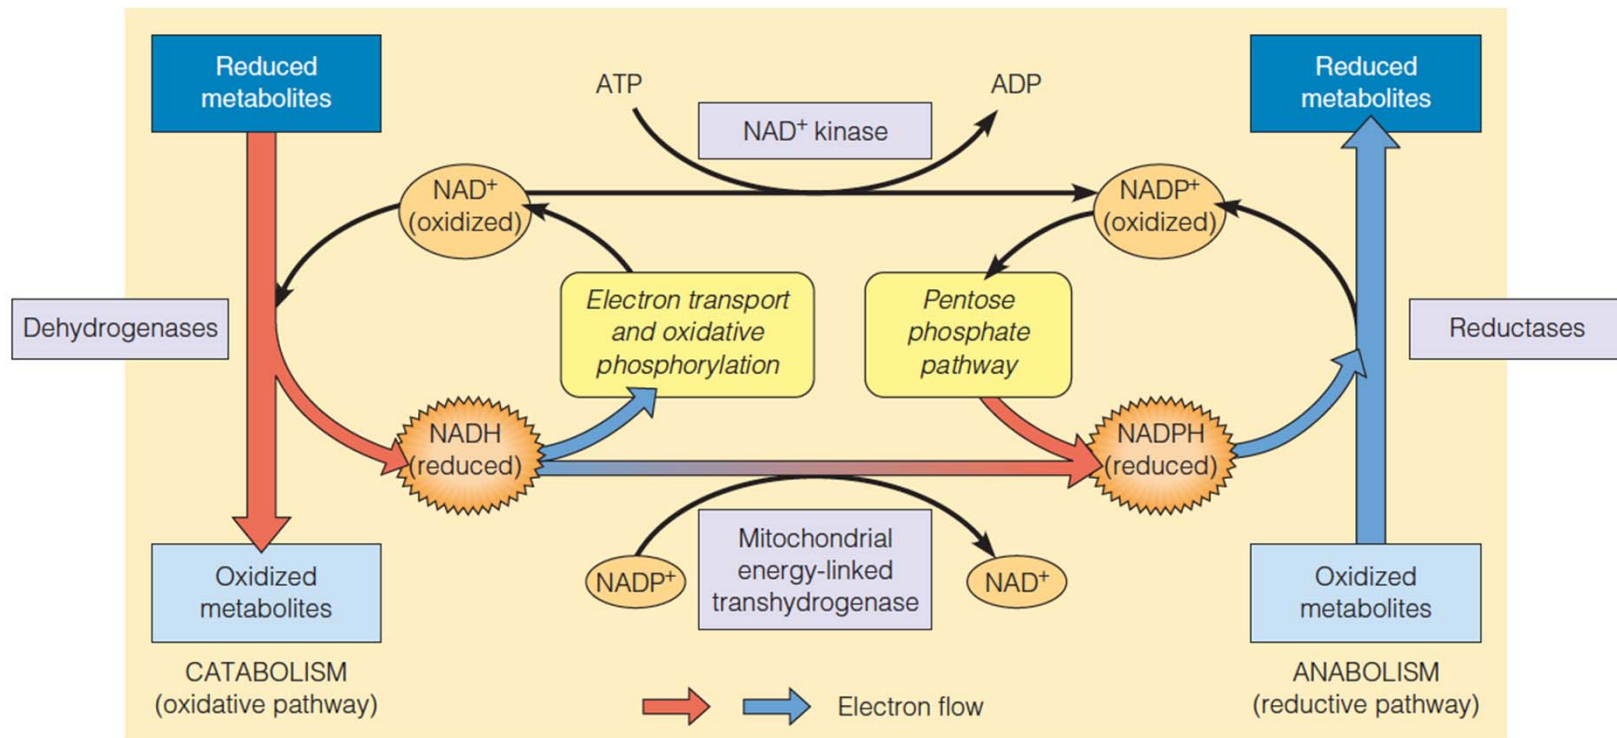 Reduced
metabolites
ATP
ADP
Reduced
metabolites
NAD⁺ kinase
NAD⁺
(oxidized)
NADP⁺
(oxidized)
Dehydrogenases
Electron transport
and oxidative
phosphorylation
Pentose
phosphate
pathway
Reductases
NADH
(reduced)
NADPH
(reduced)
Oxidized
metabolites
NADP⁺
Mitochondrial
energy-linked
transhydrogenase
NAD⁺
Oxidized
metabolites
CATABOLISM
(oxidative pathway)
Electron flow
ANABOLISM
(reductive pathway)